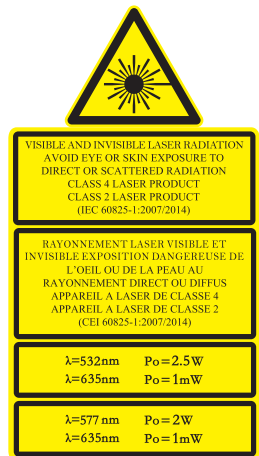 VISIBLE AND INVISIBLE LASER RADIATION
AVOID EYE OR SKIN EXPOSURE TO
DIRECT OR SCATTERED RADIATION
CLASS 4 LASER PRODUCT
CLASS 2 LASER PRODUCT
(IEC 60825-1:2007/2014)
RAYONNEMENT LASER VISIBLE ET
INVISIBLE EXPOSITION DANGEREUSE DE
L'OEIL OU DE LA PEAU AU
RAYONNEMENT DIRECT OU DIFFUS
APPAREIL A LASER DE CLASSE 4
APPAREIL A LASER DE CLASSE 2
(CEI 60825-1:2007/2014)
λ=532nm Po=2.5W
λ=635nm Po=1mW
λ=577nm Po=2W
λ=635nm Po=1mW